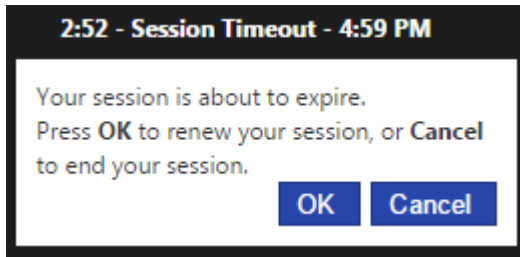 2:52 - Session Timeout - 4:59 PM
Your session is about to expire.
Press OK to renew your session, or Cancel
to end your session.
OK Cancel